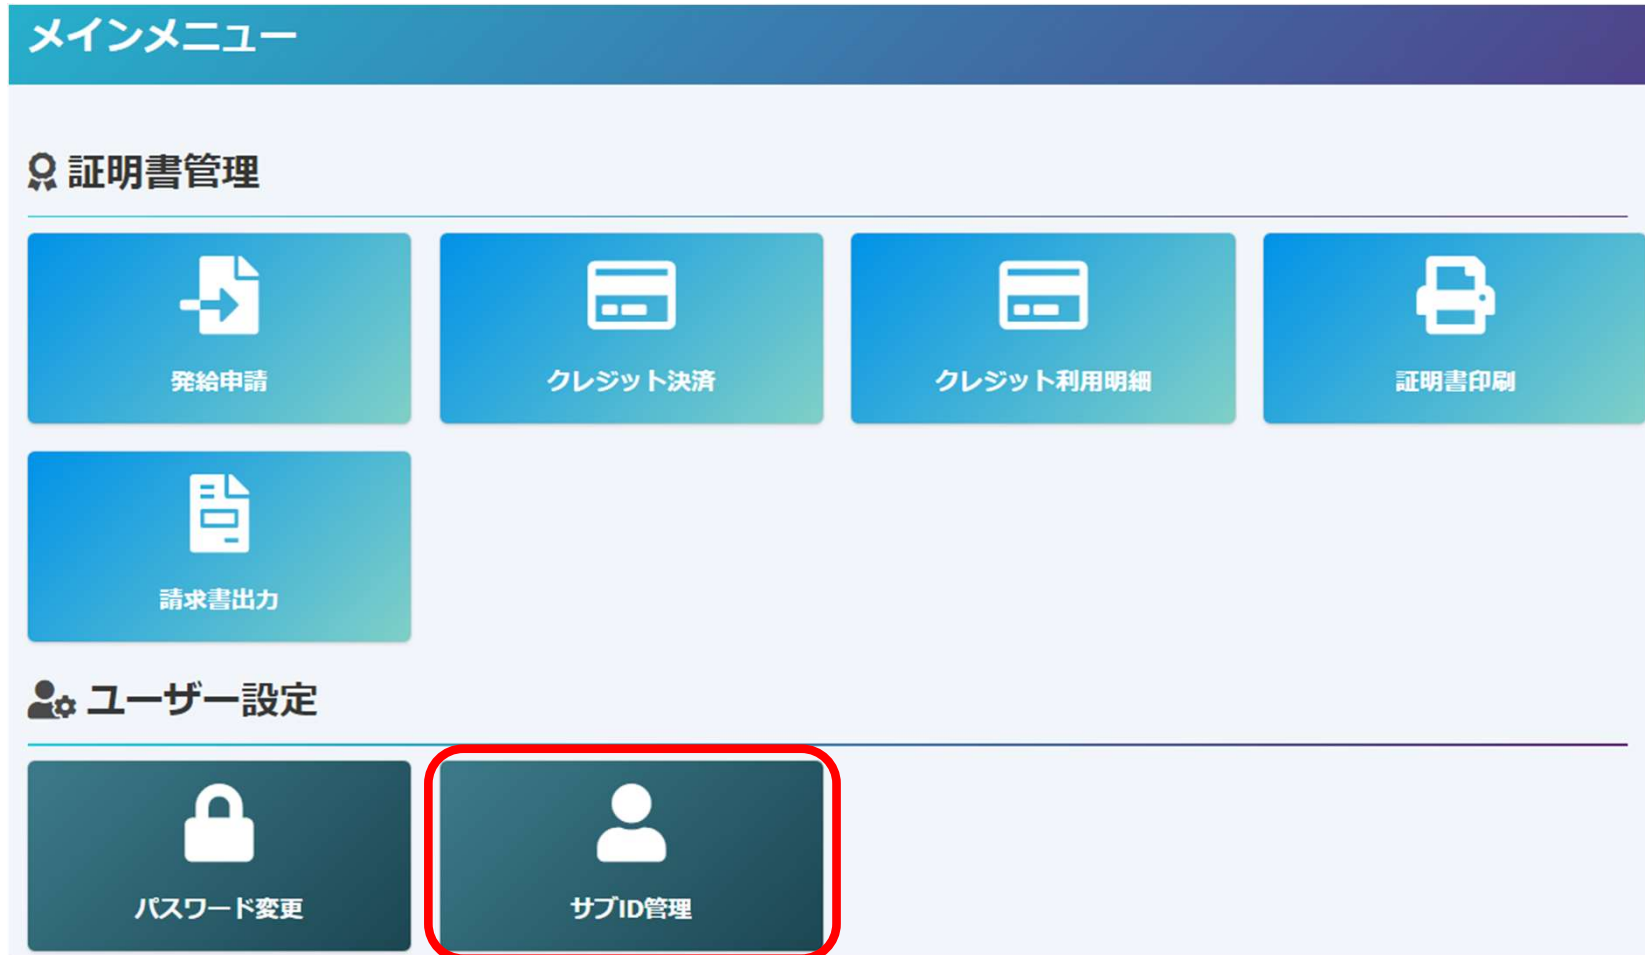 メインメニュー
証明書管理
発給申請
クレジット決済
クレジット利用明細
証明書印刷
請求書出力
ユーザー設定
パスワード変更
サブID管理